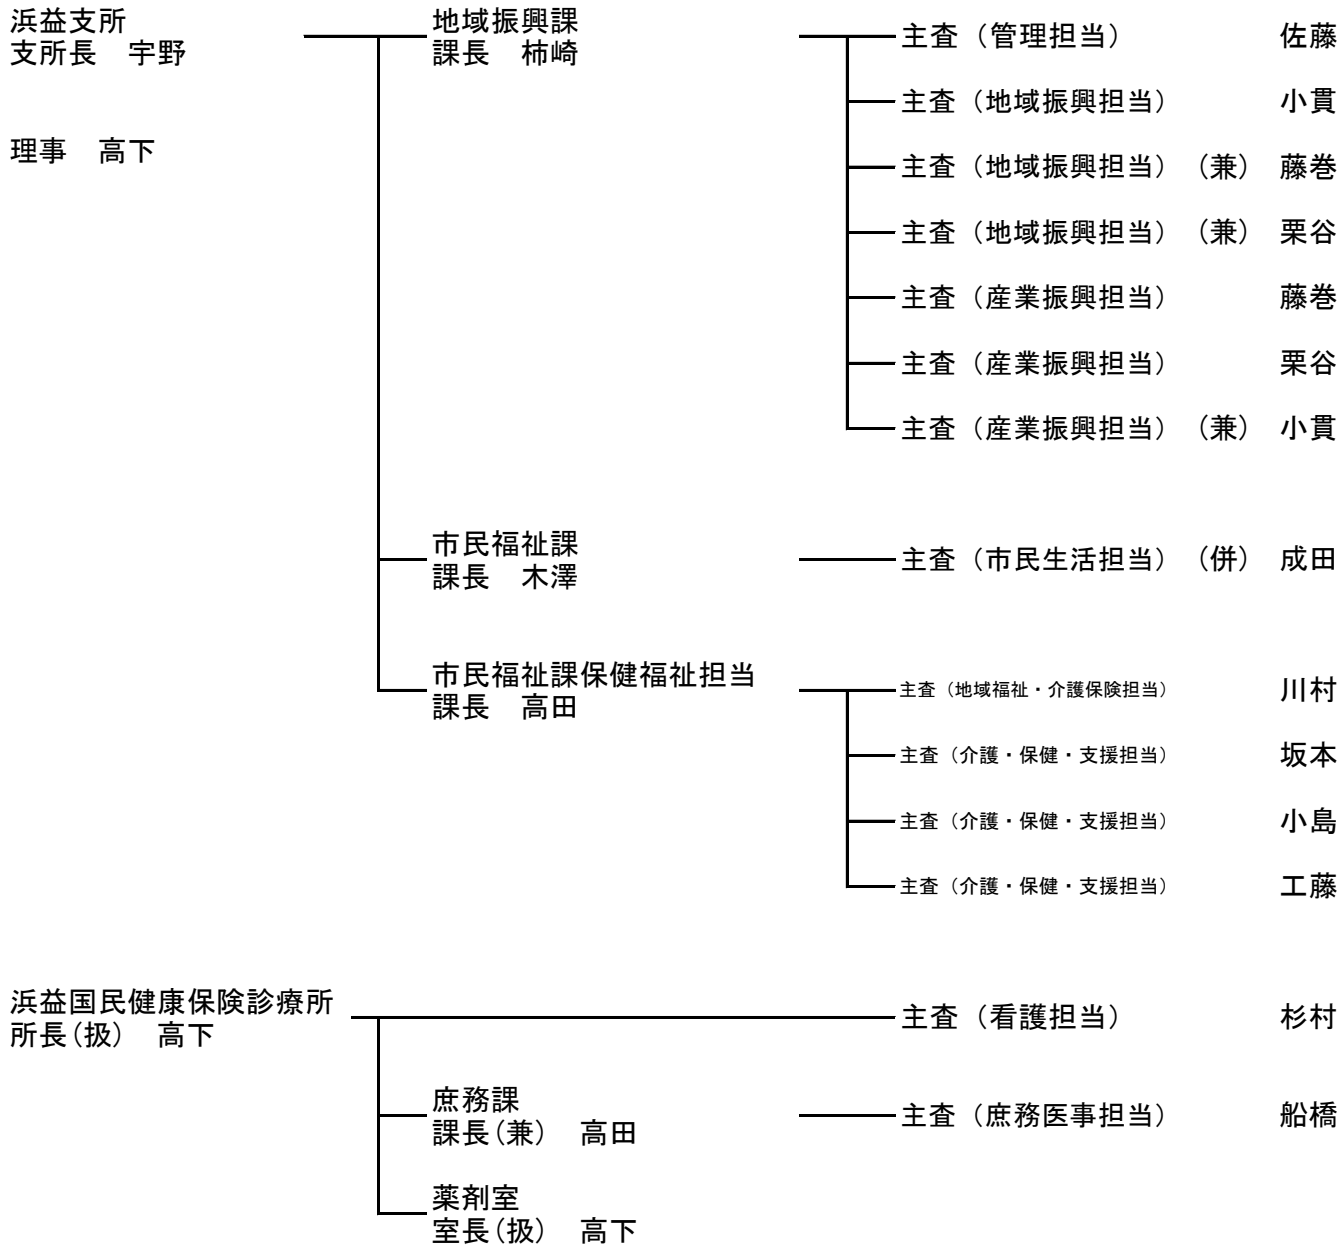 浜益支所
支所長　宇野
理事　高下
地域振興課
課長　柿崎
主査（管理担当）　佐藤
主査（地域振興担当）　小貫
主査（地域振興担当）（兼）　藤巻
主査（地域振興担当）（兼）　栗谷
主査（産業振興担当）　藤巻
主査（産業振興担当）　栗谷
主査（産業振興担当）（兼）　小貫
市民福祉課
課長　木澤
主査（市民生活担当）（併）　成田
市民福祉課保健福祉担当
課長　高田
主査（地域福祉・介護保険担当）　川村
主査（介護・保健・支援担当）　坂本
主査（介護・保健・支援担当）　小島
主査（介護・保健・支援担当）　工藤
浜益国民健康保険診療所
所長(扱)　高下
主査（看護担当）　杉村
庶務課
課長(兼)　高田
主査（庶務医事担当）　船橋
薬剤室
室長(扱)　高下